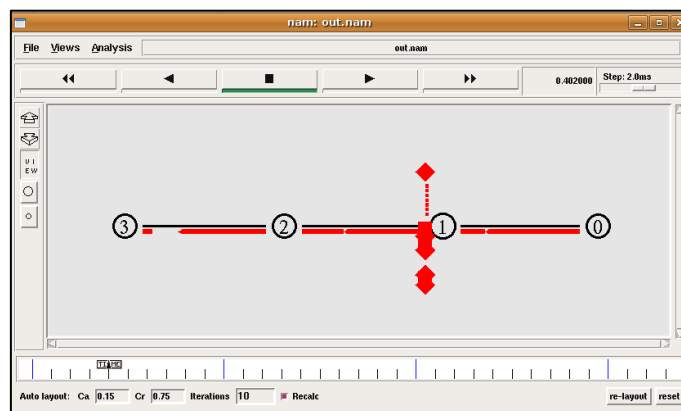 nam: out.nam
File Views Analysis out.nam
0.402000 Step: 2.0ms
V I
E W
3 2 1 0
TIME
Auto layout: Ca 0.15 Cr 0.75 Iterations 10 Recalc re-layout reset